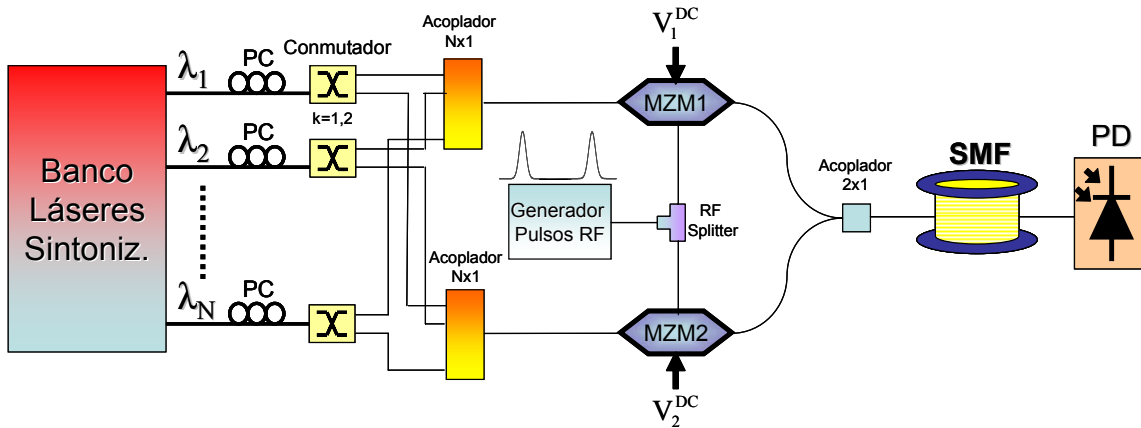 Banco
Láseres
Sintoniz.
λ1
PC
Conmutador
k=1,2
λ2
PC
λN
PC
Acoplador
Nx1
Acoplador
Nx1
Generador
Pulsos RF
RF
Splitter
V1DC
MZM1
MZM2
V2DC
Acoplador
2x1
SMF
PD